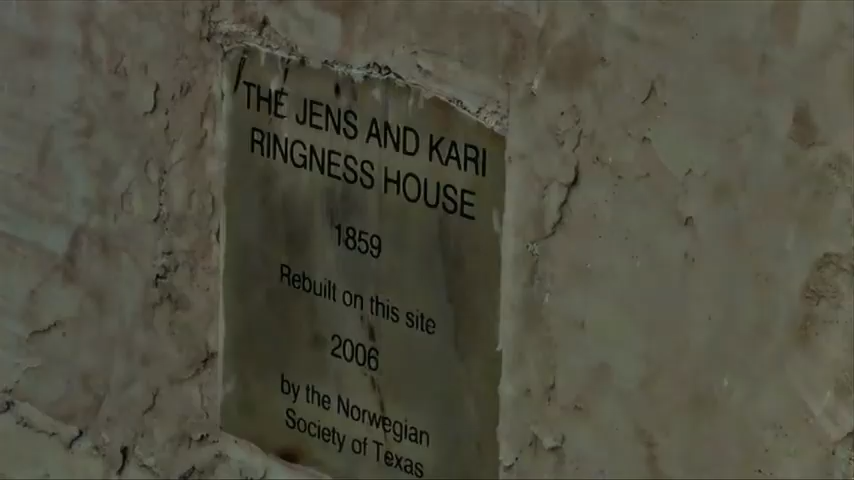 THE JENS AND KARI
RINGNESS HOUSE
1859
Rebuilt on this site
2006
by the Norwegian
Society of Texas